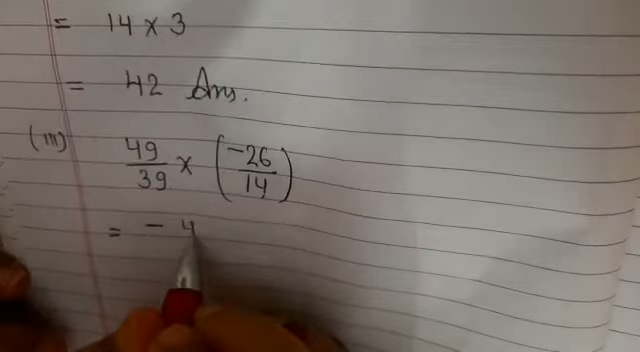 = 14 × 3
= 42 Ans.
(III) 49/39 × (-26/14)
= - 4